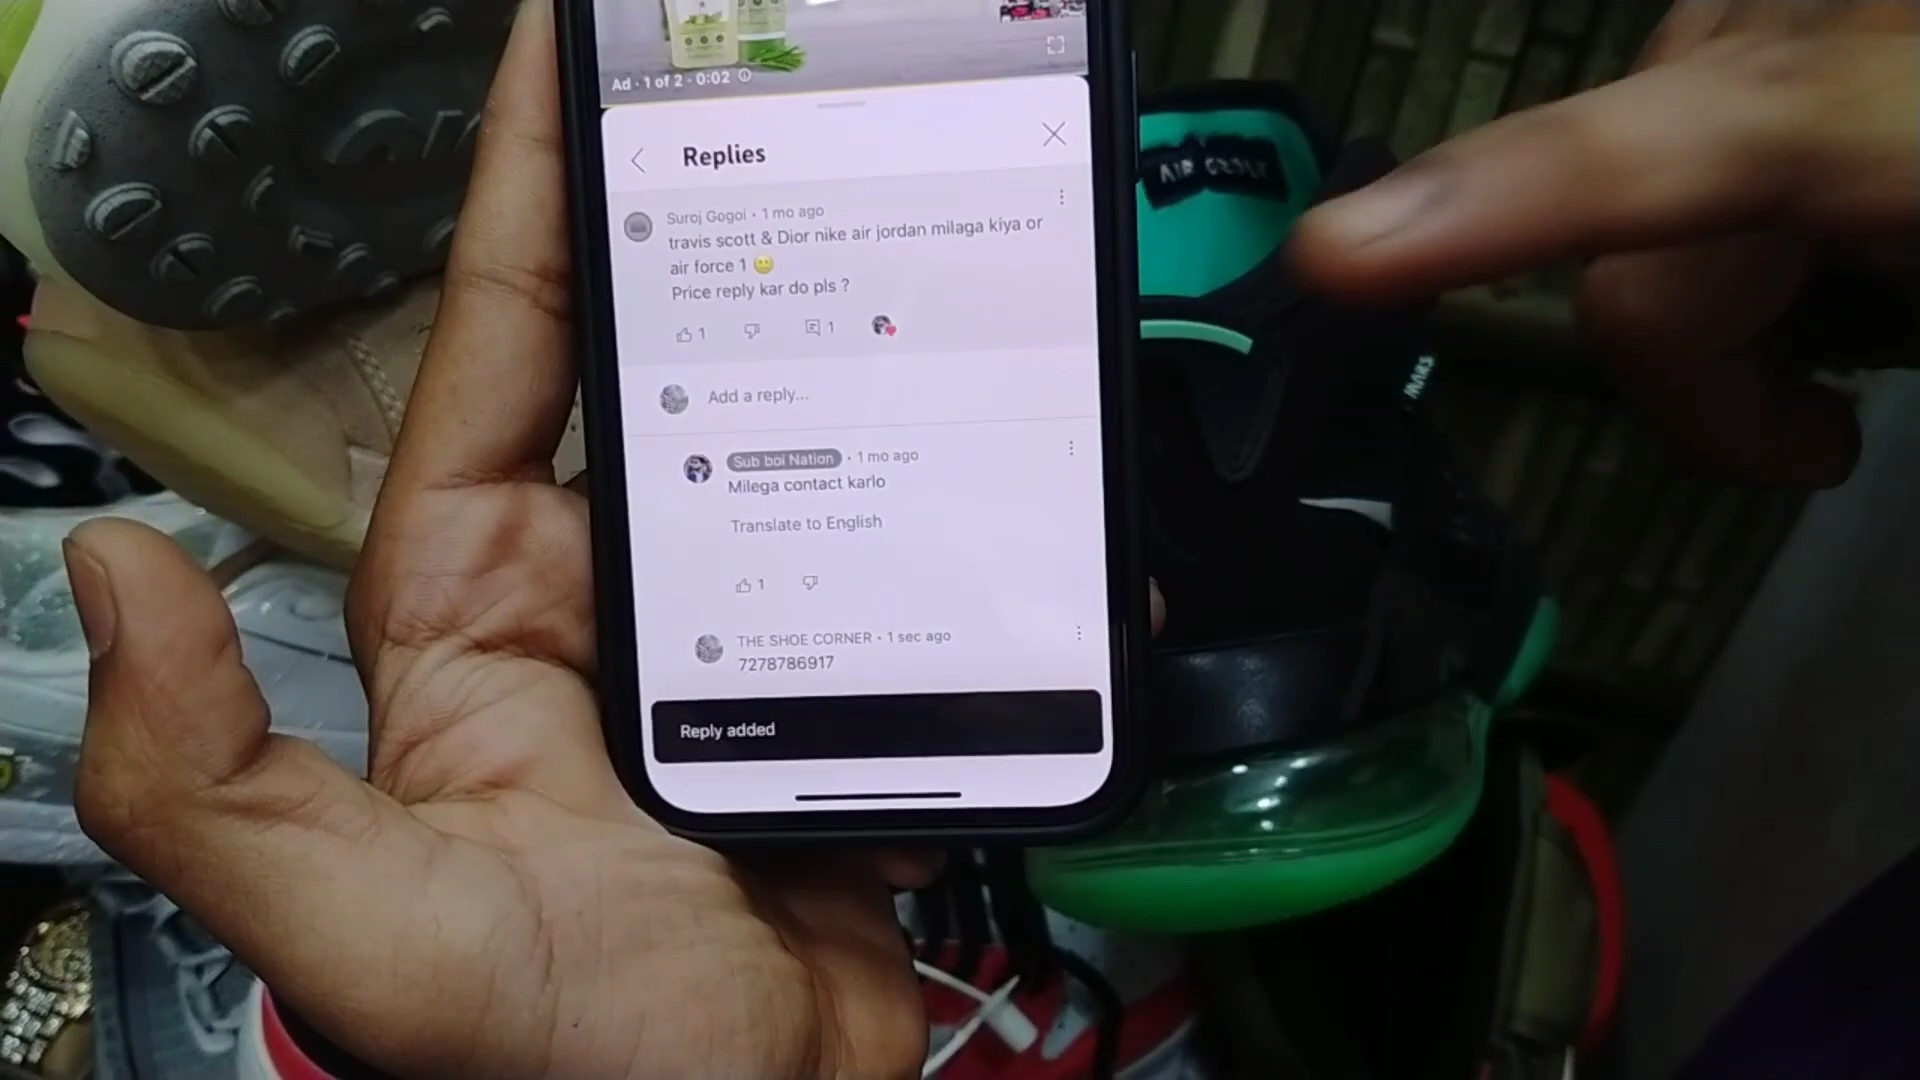 Ad · 1 of 2 · 0:02
Replies
Suroj Gogoi · 1 mo ago
travis scott & Dior nike air jordan milaga kiya or
air force 1 🙂
Price reply kar do pls ?
1
1
Add a reply...
Sub boi Nation · 1 mo ago
Milega contact karlo
Translate to English
1
THE SHOE CORNER · 1 sec ago
7278786917
Reply added
AIR
MARS